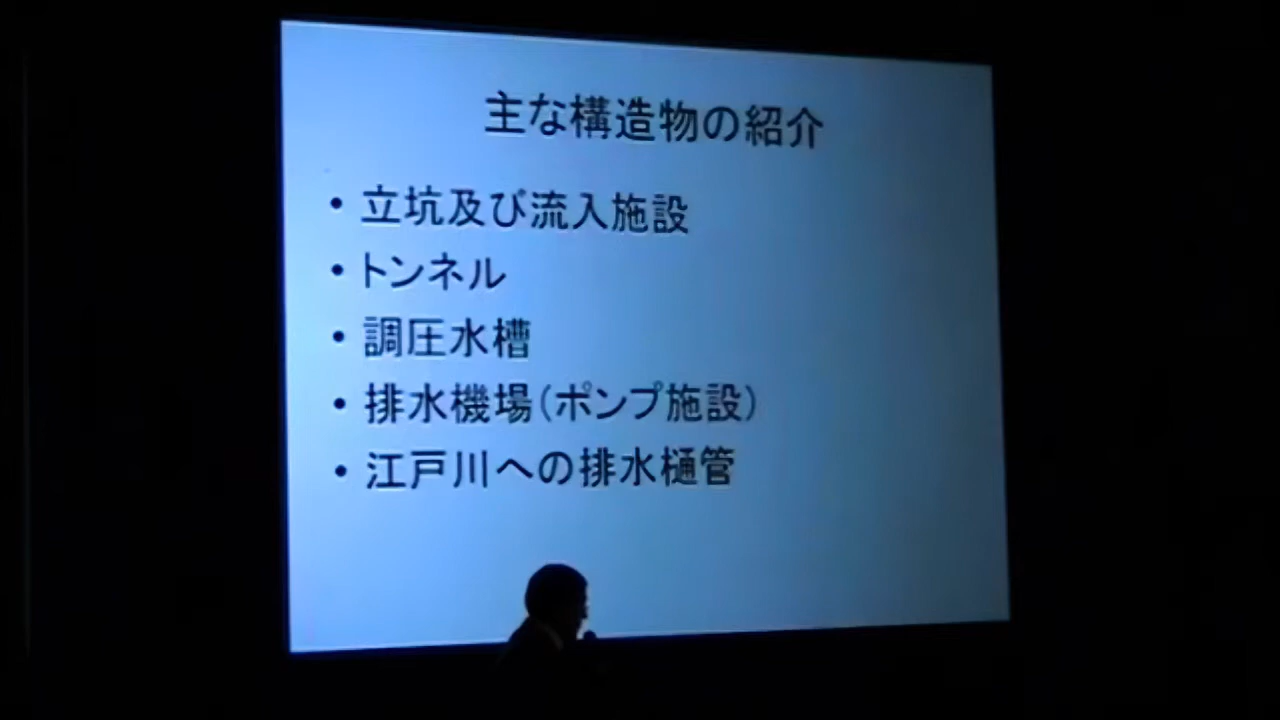 主な構造物の紹介
• 立坑及び流入施設
• トンネル
• 調圧水槽
• 排水機場(ポンプ施設)
• 江戸川への排水樋管